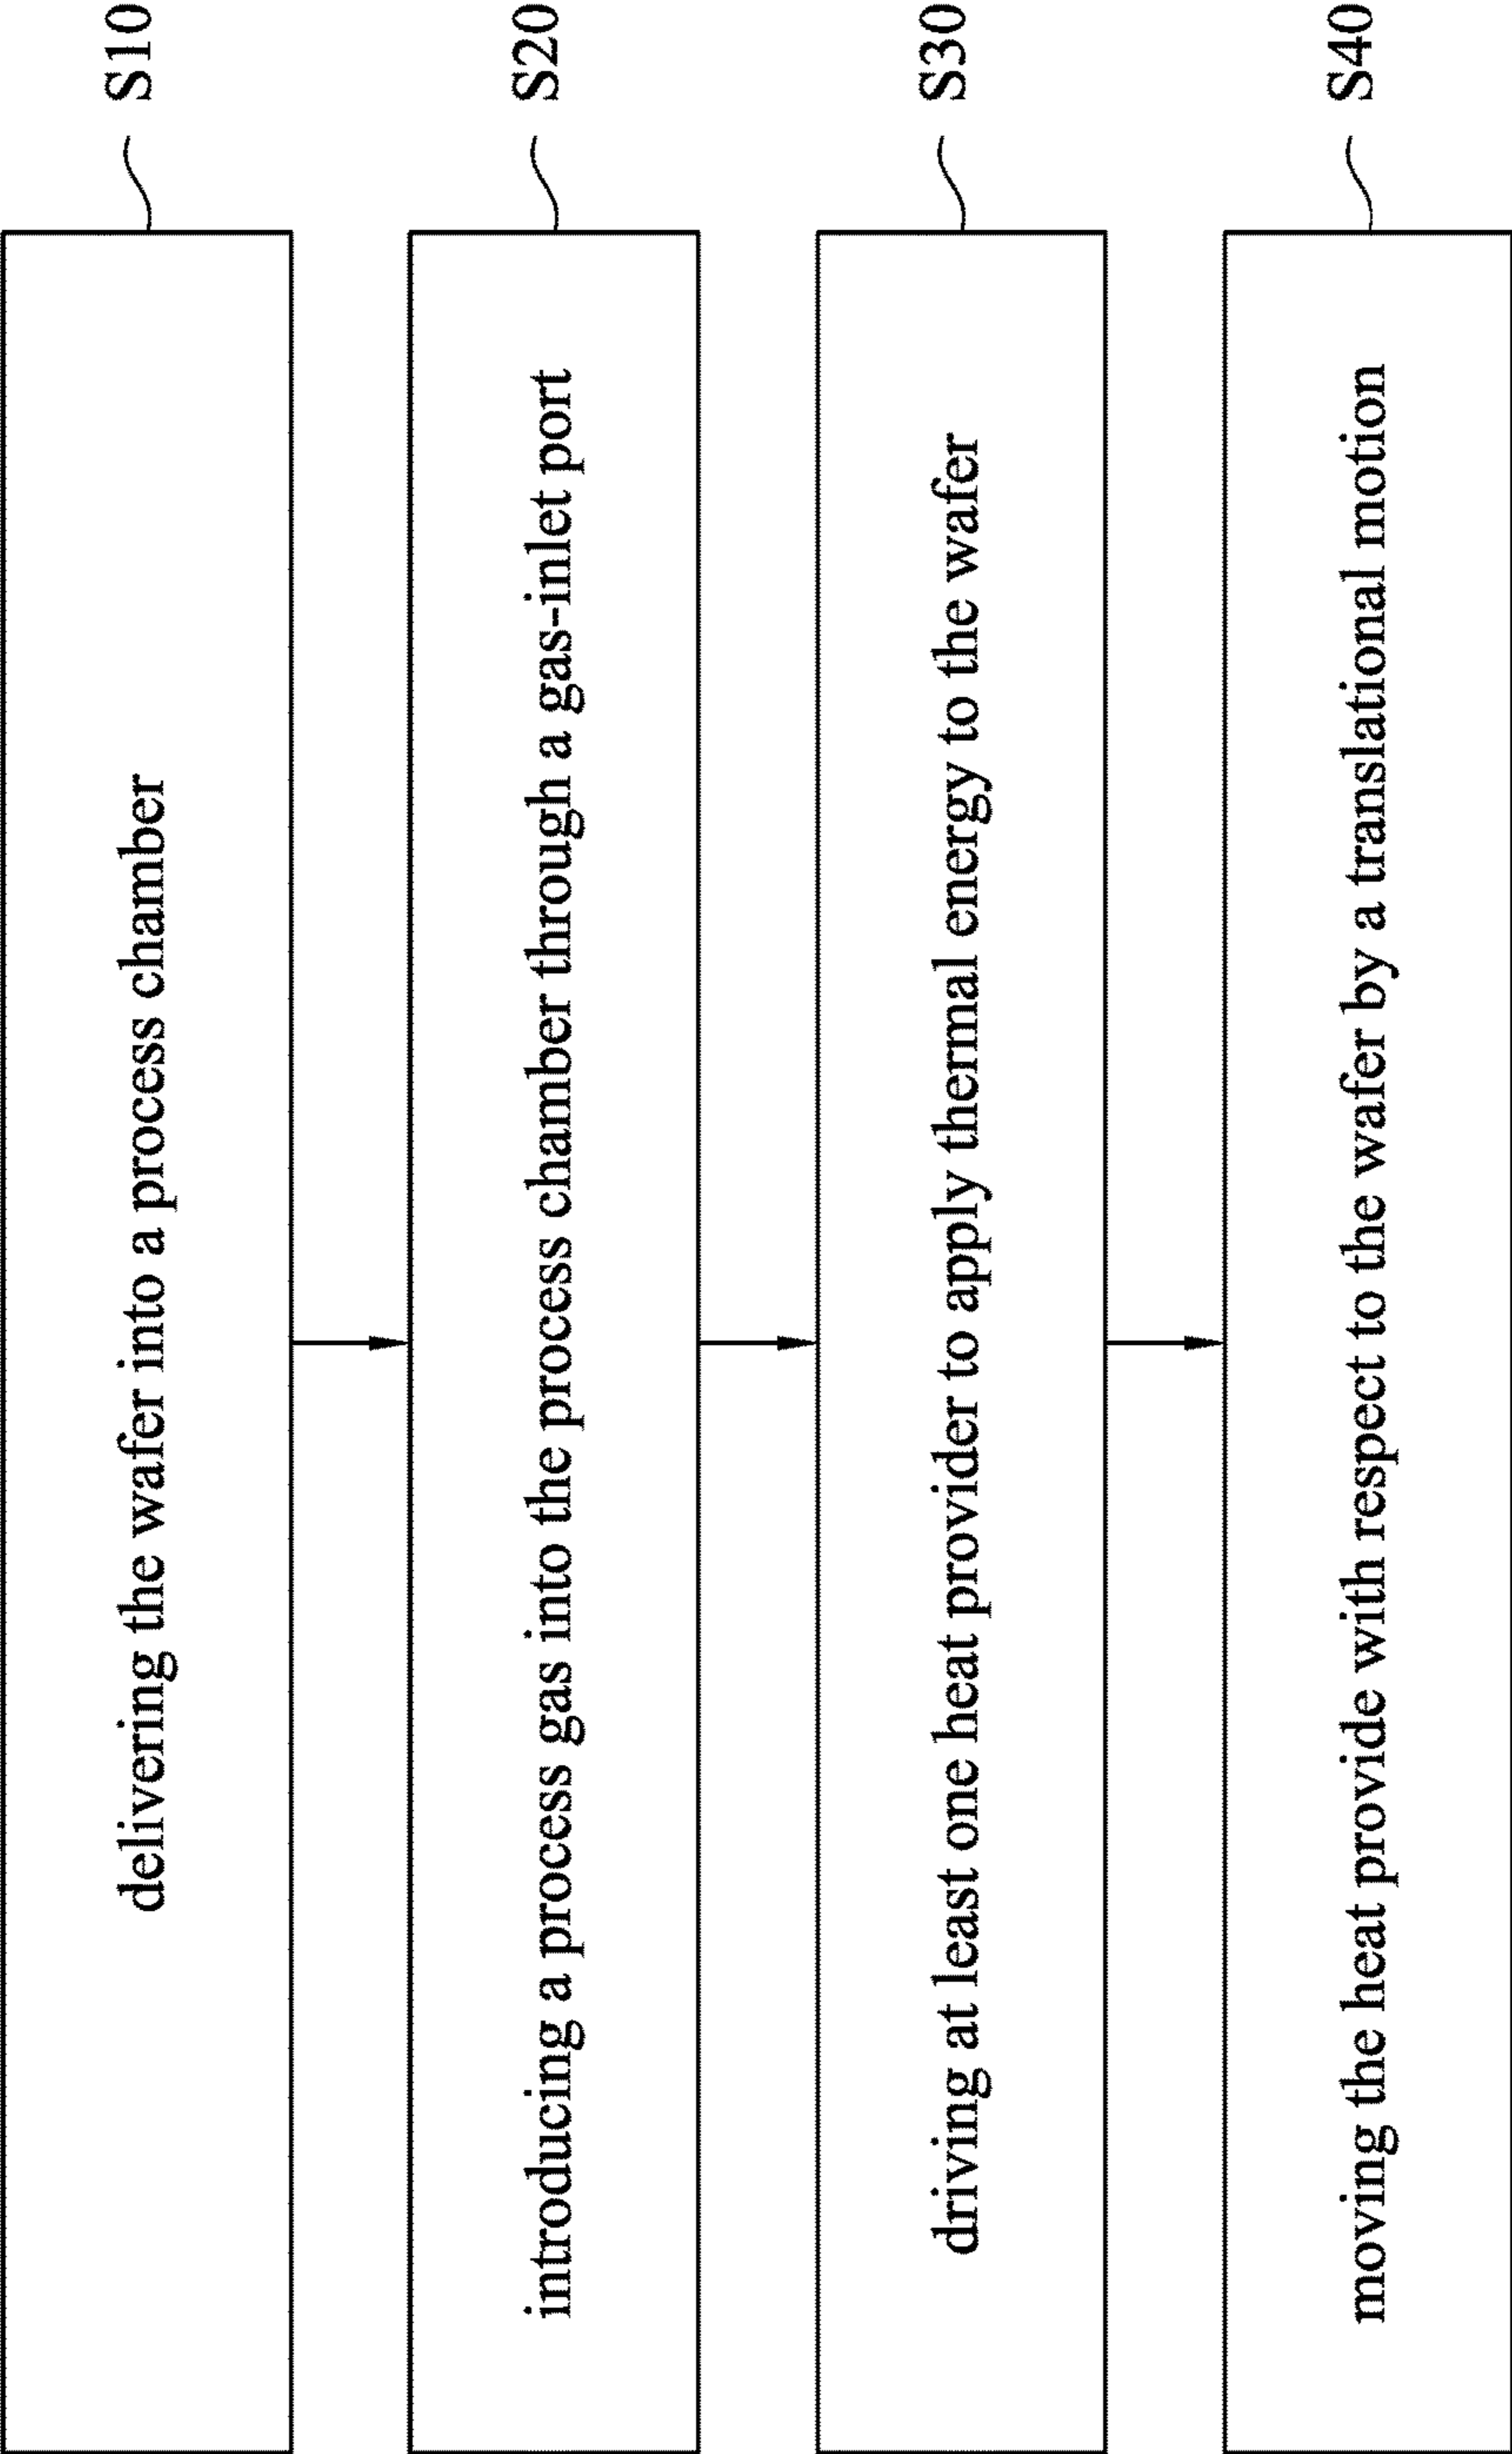 delivering the wafer into a process chamber
S10
introducing a process gas into the process chamber through a gas-inlet port
S20
driving at least one heat provider to apply thermal energy to the wafer
S30
moving the heat provide with respect to the wafer by a translational motion
S40